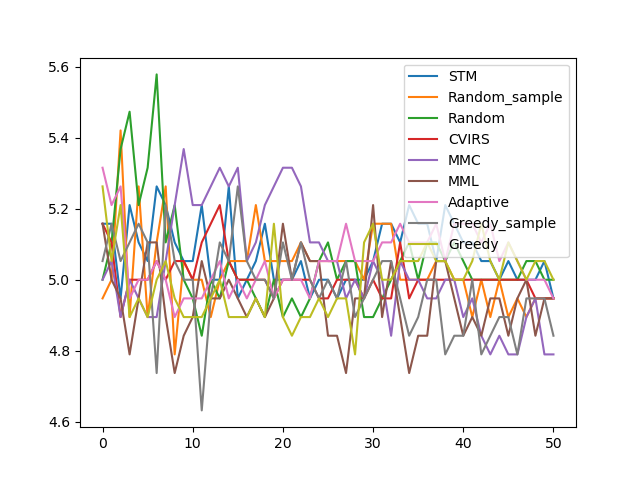 5.6
5.4
5.2
5.0
4.8
4.6
0
10
20
30
40
50
STM
Random_sample
Random
CVIRS
MMC
MML
Adaptive
Greedy_sample
Greedy